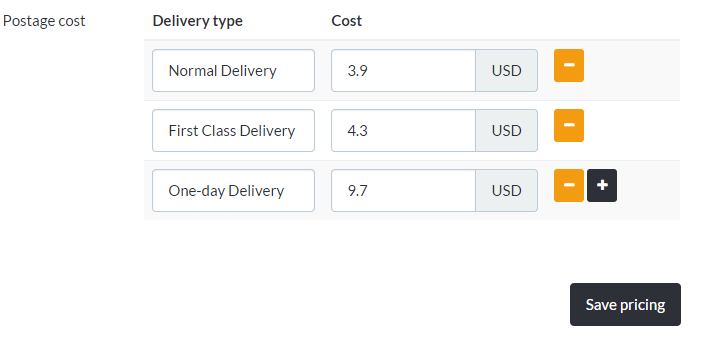 Postage cost Delivery type Cost
Normal Delivery 3.9 USD −
First Class Delivery 4.3 USD −
One-day Delivery 9.7 USD − +
Save pricing